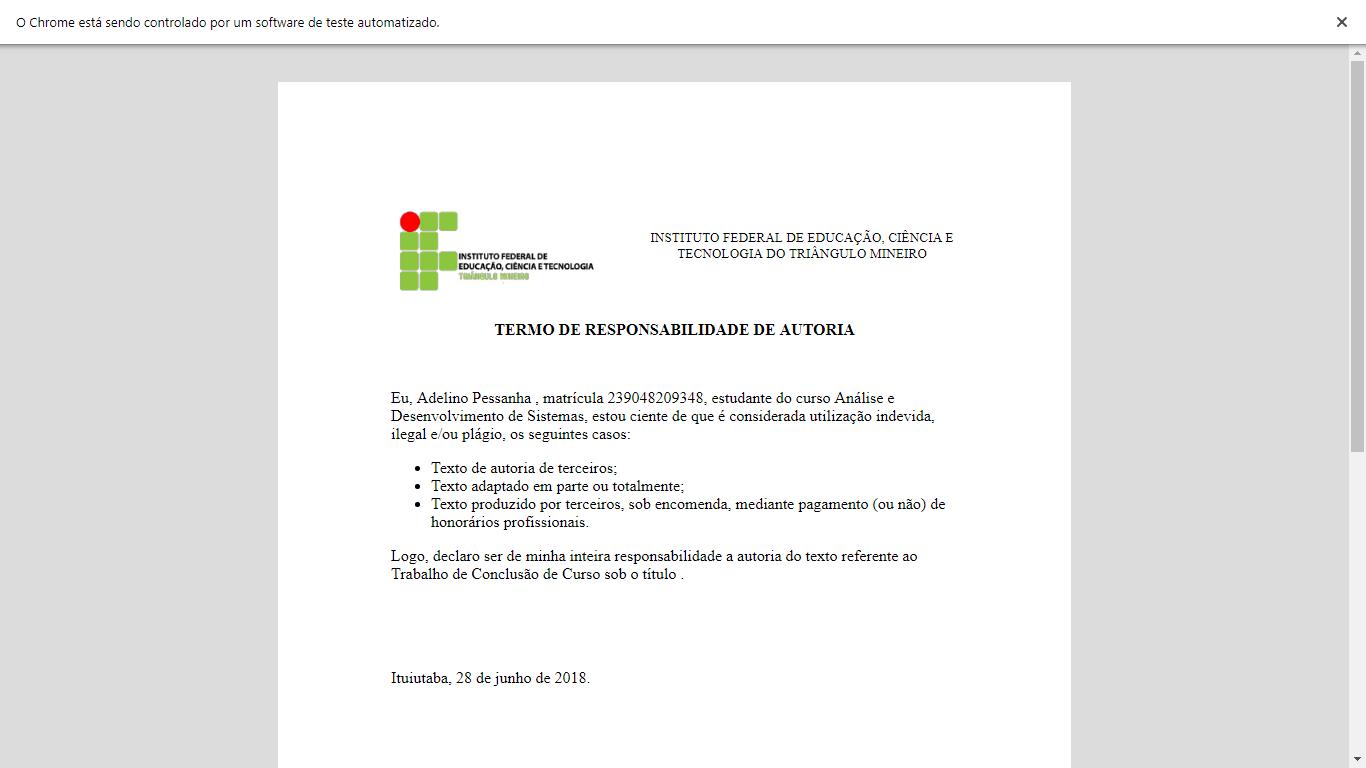 O Chrome está sendo controlado por um software de teste automatizado.
INSTITUTO FEDERAL DE
EDUCAÇÃO, CIÊNCIA E TECNOLOGIA
TRIÂNGULO MINEIRO
INSTITUTO FEDERAL DE EDUCAÇÃO, CIÊNCIA E
TECNOLOGIA DO TRIÂNGULO MINEIRO
TERMO DE RESPONSABILIDADE DE AUTORIA
Eu, Adelino Pessanha , matrícula 239048209348, estudante do curso Análise e
Desenvolvimento de Sistemas, estou ciente de que é considerada utilização indevida,
ilegal e/ou plágio, os seguintes casos:
• Texto de autoria de terceiros;
• Texto adaptado em parte ou totalmente;
• Texto produzido por terceiros, sob encomenda, mediante pagamento (ou não) de
honorários profissionais.
Logo, declaro ser de minha inteira responsabilidade a autoria do texto referente ao
Trabalho de Conclusão de Curso sob o título .
Ituiutaba, 28 de junho de 2018.